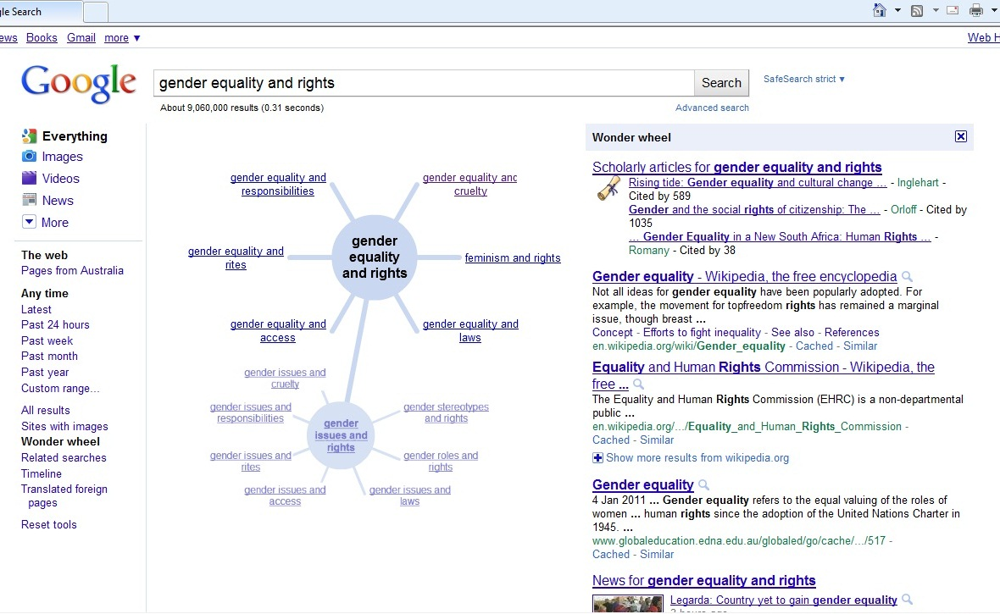 gle Search
ews Books Gmail more ▼
Web H
Google
gender equality and rights
Search
SafeSearch strict ▼
About 9,060,000 results (0.31 seconds)
Advanced search
Everything
Images
Videos
News
More
The web
Pages from Australia
Any time
Latest
Past 24 hours
Past week
Past month
Past year
Custom range...
All results
Sites with images
Wonder wheel
Related searches
Timeline
Translated foreign
pages
Reset tools
gender equality and
responsibilities
gender equality and
cruelty
gender equality and
rites
gender
equality
and rights
feminism and rights
gender equality and
access
gender equality and
laws
gender issues and
cruelty
gender issues and
responsibilities
gender stereotypes
and rights
gender
issues and
rights
gender issues and
rites
gender roles and
rights
gender issues and
access
gender issues and
laws
Wonder wheel
Scholarly articles for gender equality and rights
Rising tide: Gender equality and cultural change ... - Inglehart -
Cited by 589
Gender and the social rights of citizenship: The ... - Orloff - Cited by
1035
... Gender Equality in a New South Africa: Human Rights ... -
Romany - Cited by 38
Gender equality - Wikipedia, the free encyclopedia
Not all ideas for gender equality have been popularly adopted. For
example, the movement for topfreedom rights has remained a marginal
issue, though breast ...
Concept - Efforts to fight inequality - See also - References
en.wikipedia.org/wiki/Gender_equality - Cached - Similar
Equality and Human Rights Commission - Wikipedia, the
free ...
The Equality and Human Rights Commission (EHRC) is a non-departmental
public ...
en.wikipedia.org/.../Equality_and_Human_Rights_Commission -
Cached - Similar
Show more results from wikipedia.org
Gender equality
4 Jan 2011 ... Gender equality refers to the equal valuing of the roles of
women ... human rights since the adoption of the United Nations Charter in
1945. ...
www.globaleducation.edna.edu.au/globaled/go/cache/.../517 -
Cached - Similar
News for gender equality and rights
Legarda: Country yet to gain gender equality